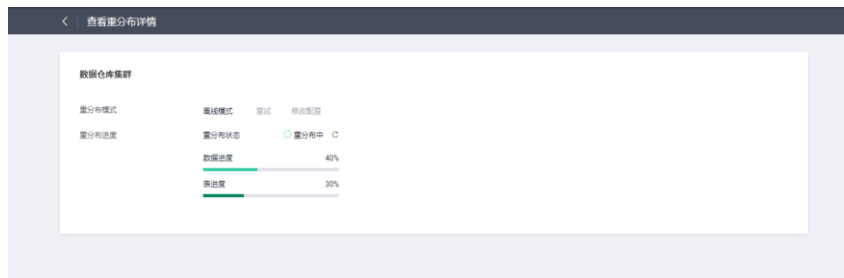 查看重分布详情
数据仓库集群
重分布模式 离线模式 重试 修改配置
重分布进度 重分布状态 重分布中
数据进度 40%
表进度 30%